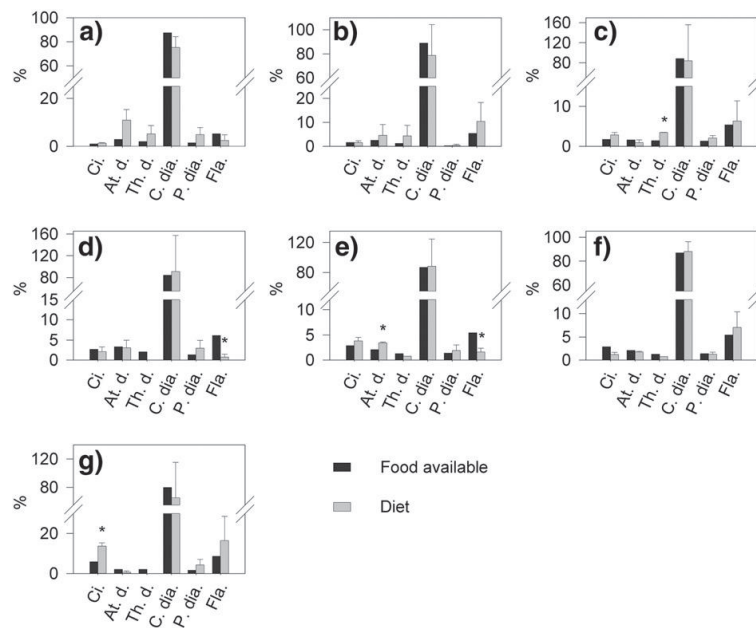 a)
%
100
80
60
20
10
0
Ci.
At. d.
Th. d.
C. dia.
P. dia.
Fla.
b)
100
80
60
40
20
10
0
Ci.
At. d.
Th. d.
C. dia.
P. dia.
Fla.
c)
%
160
120
80
40
10
0
*
Ci.
At. d.
Th. d.
C. dia.
P. dia.
Fla.
d)
%
160
120
80
15
10
5
0
*
Ci.
At. d.
Th. d.
C. dia.
P. dia.
Fla.
e)
120
80
10
5
0
*
*
Ci.
At. d.
Th. d.
C. dia.
P. dia.
Fla.
f)
100
80
60
40
10
5
0
Ci.
At. d.
Th. d.
C. dia.
P. dia.
Fla.
g)
%
120
80
20
0
*
Ci.
At. d.
Th. d.
C. dia.
P. dia.
Fla.
Food available
Diet